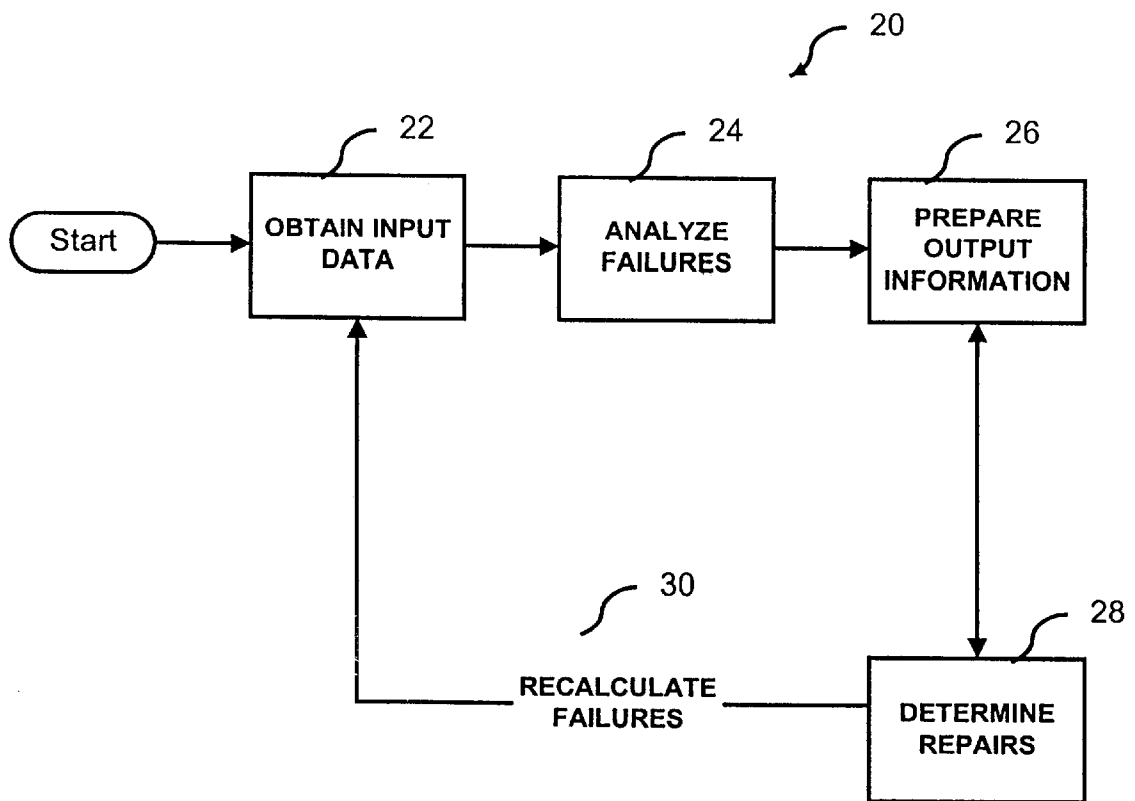 20
22
24
26
Start
OBTAIN INPUT
DATA
ANALYZE
FAILURES
PREPARE
OUTPUT
INFORMATION
30
28
RECALCULATE
FAILURES
DETERMINE
REPAIRS